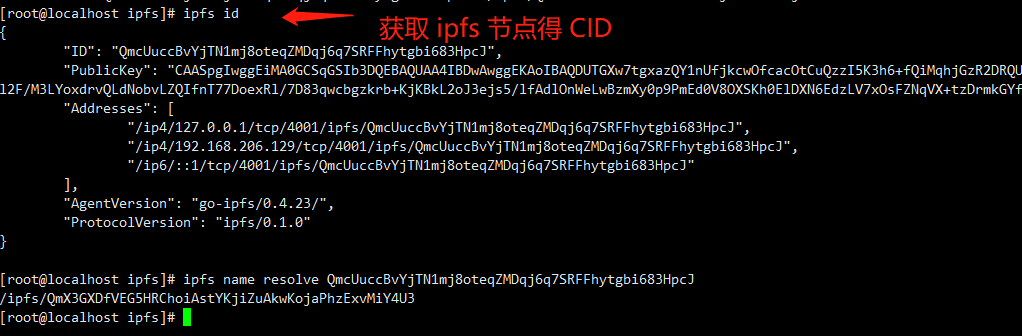 [root@localhost ipfs]# ipfs id
获取 ipfs 节点得 CID
{
"ID": "QmcUuccBvYjTN1mj8oteqZMDqj6q7SRFFhytgbi683HpcJ",
"PublicKey": "CAASpgIwggEiMA0GCSqGSIb3DQEBAQUAA4IBDwAwggEKAoIBAQDUTGXw7tgxazQY1nUfjkcwOfcacOtCuQzzI5K3h6+fQiMqhjGzR2DRQU
l2F/M3LYoxdrvQLdNobvLZQIfnT77DoexRl/7D83qwcbgzkrb+KjKBkL2oJ3ejs5/lfAdlOnWeLwBzmXy0p9PmEd0V8OXSKh0ElDXN6EdzLV7xOsFZNqVX+tzDrmkGYf
"Addresses": [
"/ip4/127.0.0.1/tcp/4001/ipfs/QmcUuccBvYjTN1mj8oteqZMDqj6q7SRFFhytgbi683HpcJ",
"/ip4/192.168.206.129/tcp/4001/ipfs/QmcUuccBvYjTN1mj8oteqZMDqj6q7SRFFhytgbi683HpcJ",
"/ip6/::1/tcp/4001/ipfs/QmcUuccBvYjTN1mj8oteqZMDqj6q7SRFFhytgbi683HpcJ"
],
"AgentVersion": "go-ipfs/0.4.23/",
"ProtocolVersion": "ipfs/0.1.0"
}
[root@localhost ipfs]# ipfs name resolve QmcUuccBvYjTN1mj8oteqZMDqj6q7SRFFhytgbi683HpcJ
/ipfs/QmX3GXDfVEG5HRChoiAstYKjiZuAkwKojaPhzExvMiY4U3
[root@localhost ipfs]#